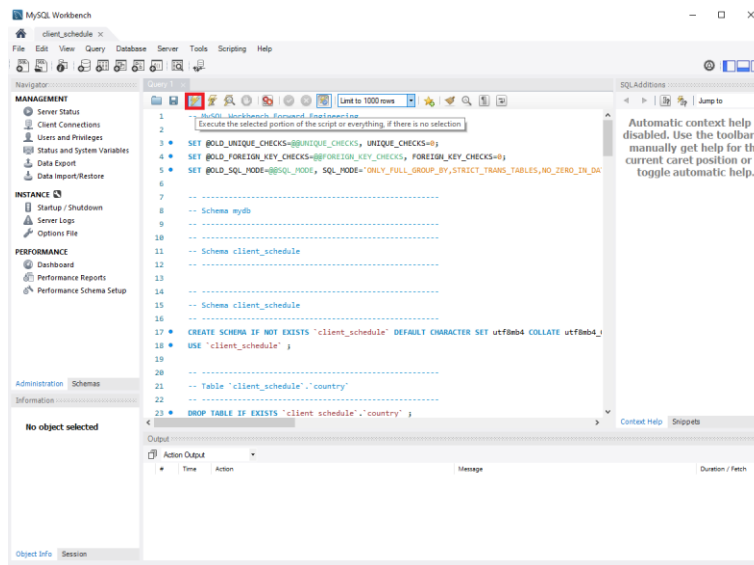 MySQL Workbench
client_schedule ×
File Edit View Query Database Server Tools Scripting Help
Navigator
MANAGEMENT
Server Status
Client Connections
Users and Privileges
Status and System Variables
Data Export
Data Import/Restore
INSTANCE
Startup / Shutdown
Server Logs
Options File
PERFORMANCE
Dashboard
Performance Reports
Performance Schema Setup
Administration Schemas
Information
No object selected
Object Info Session
Query 1 ×
Limit to 1000 rows
1 -- MySQL Workbench Forward Engineering
Execute the selected portion of the script or everything, if there is no selection
2
3 SET @OLD_UNIQUE_CHECKS=@@UNIQUE_CHECKS, UNIQUE_CHECKS=0;
4 SET @OLD_FOREIGN_KEY_CHECKS=@@FOREIGN_KEY_CHECKS, FOREIGN_KEY_CHECKS=0;
5 SET @OLD_SQL_MODE=@@SQL_MODE, SQL_MODE='ONLY_FULL_GROUP_BY,STRICT_TRANS_TABLES,NO_ZERO_IN_DA
6
7 -- -----------------------------------------------------
8 -- Schema mydb
9 -- -----------------------------------------------------
10 -- -----------------------------------------------------
11 -- Schema client_schedule
12 -- -----------------------------------------------------
13
14 -- -----------------------------------------------------
15 -- Schema client_schedule
16 -- -----------------------------------------------------
17 CREATE SCHEMA IF NOT EXISTS `client_schedule` DEFAULT CHARACTER SET utf8mb4 COLLATE utf8mb4_
18 USE `client_schedule` ;
19
20 -- -----------------------------------------------------
21 -- Table `client_schedule`.`country`
22 -- -----------------------------------------------------
23 DROP TABLE IF EXISTS `client_schedule`.`country` ;
Output
Action Output
# Time Action Message Duration / Fetch
SQLAdditions
Jump to
Automatic context help
disabled. Use the toolbar
manually get help for th
current caret position or
toggle automatic help.
Context Help Snippets